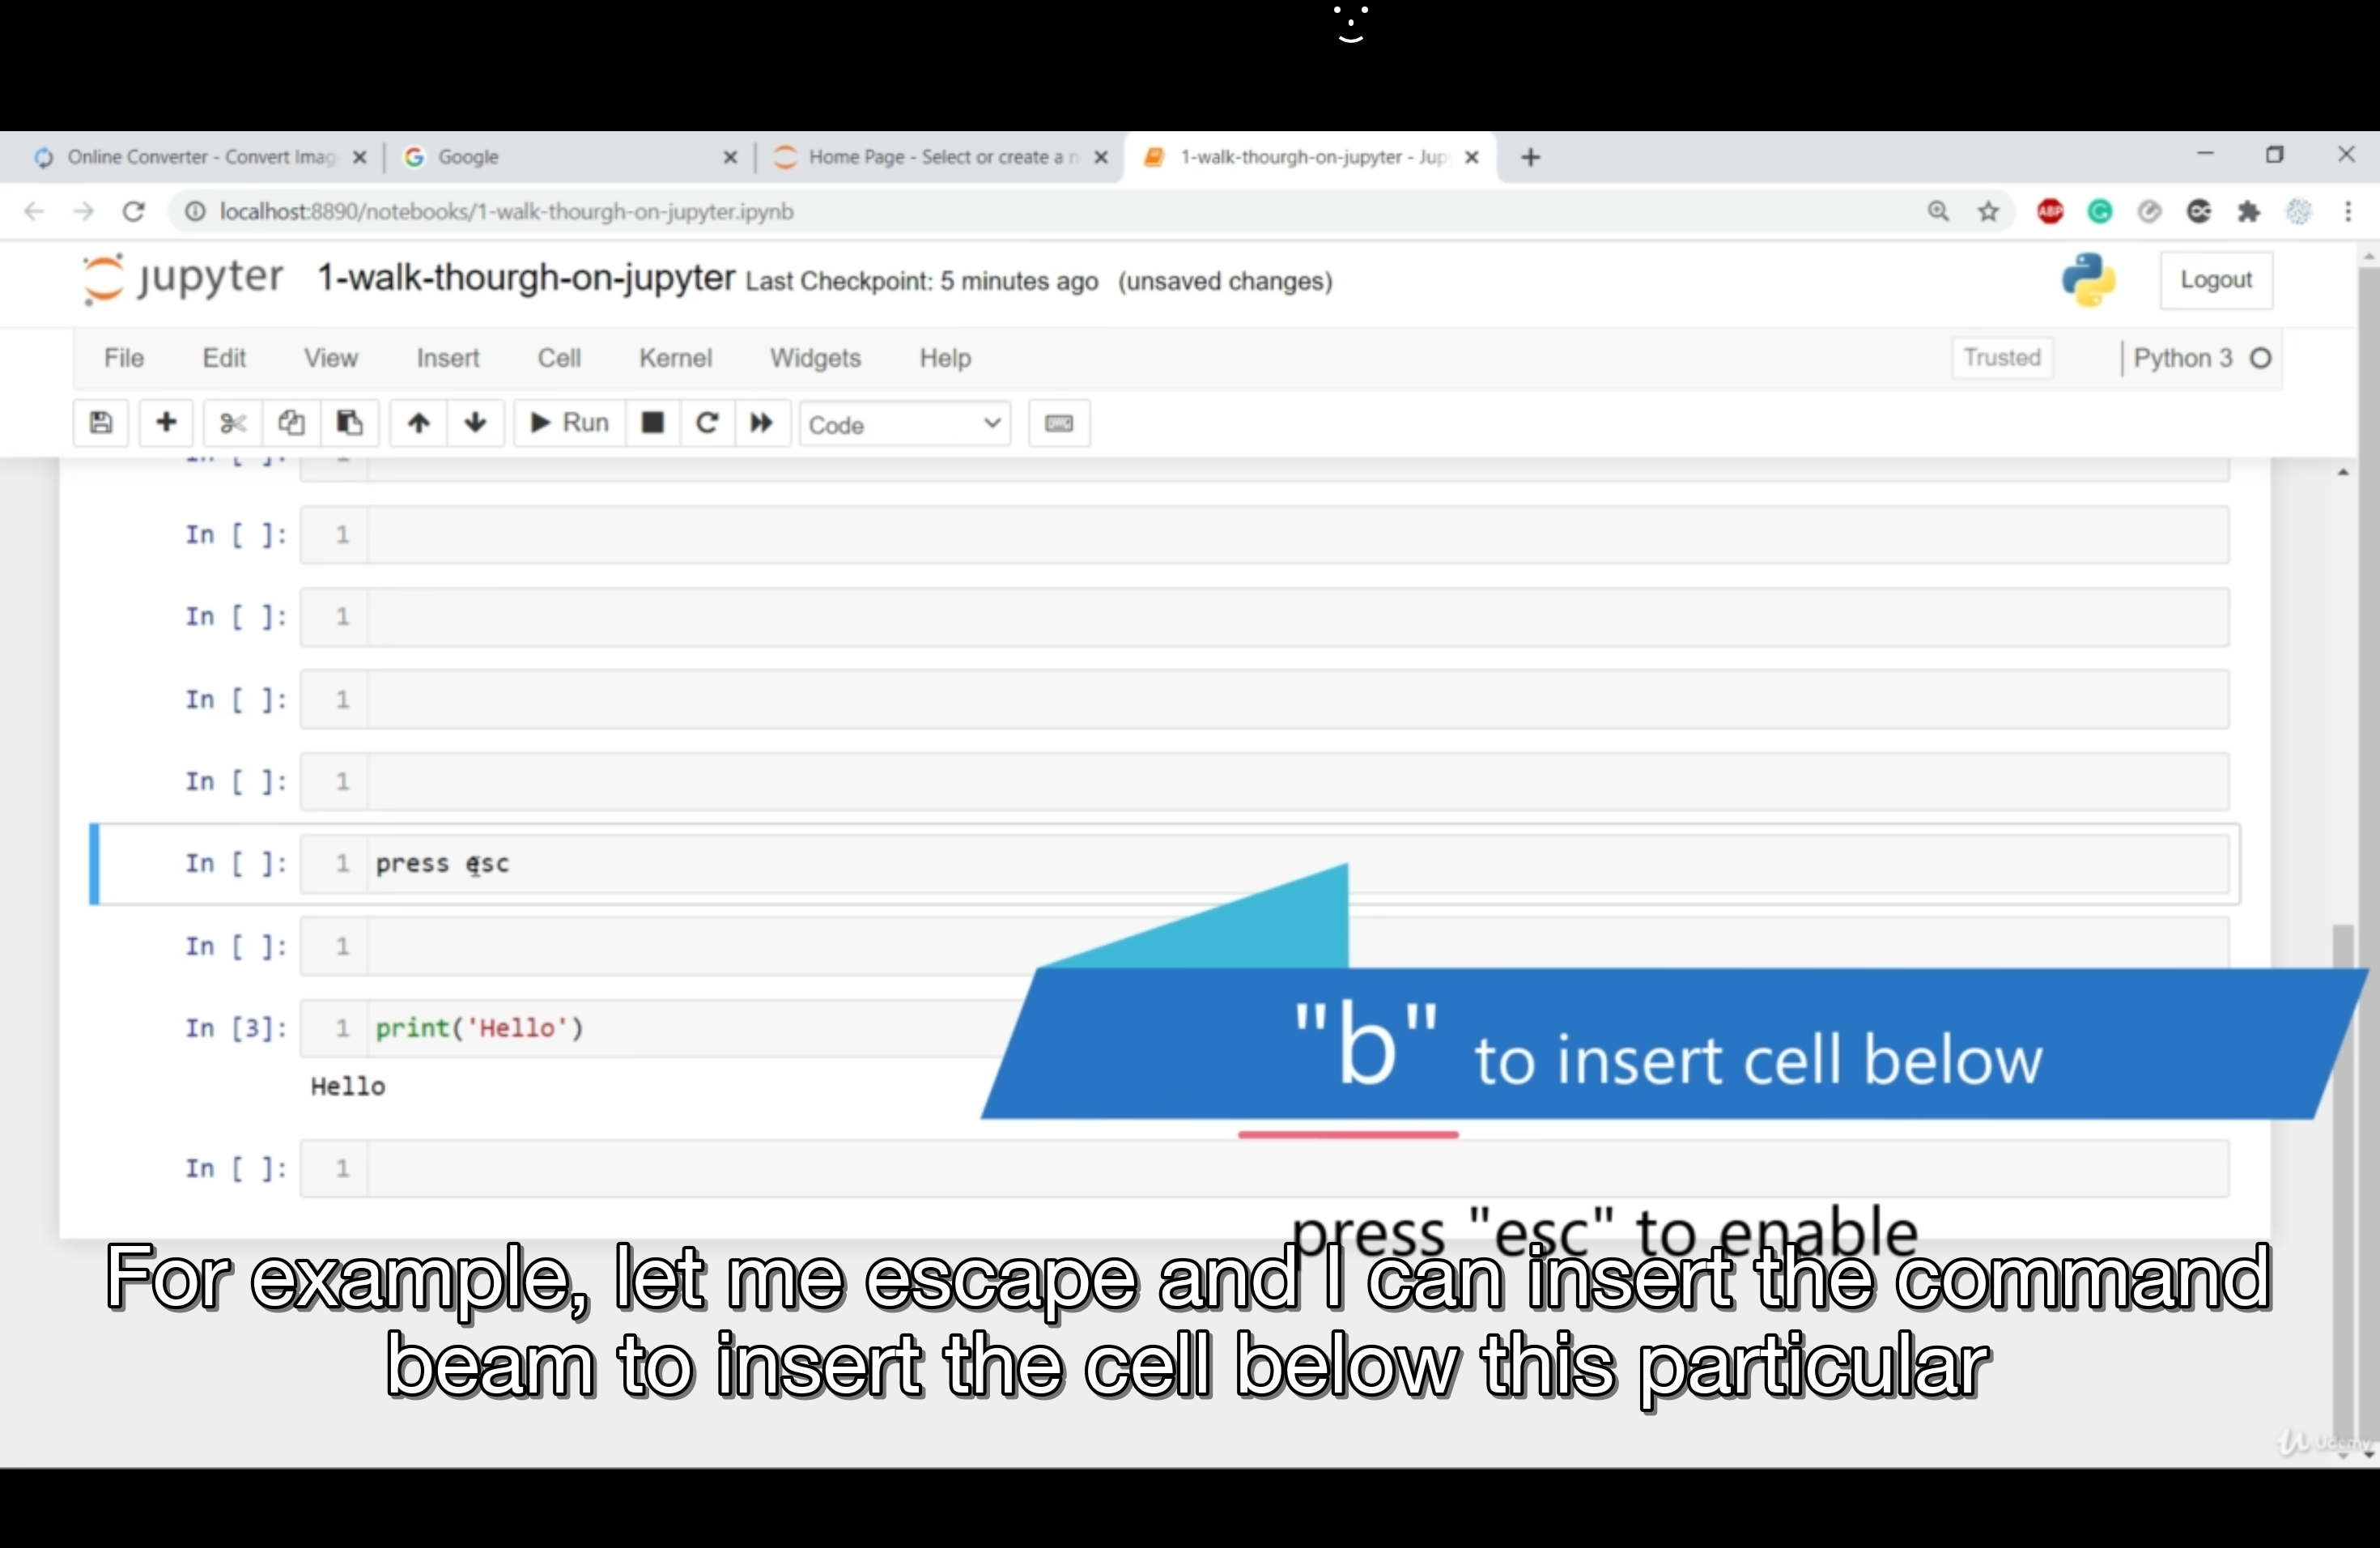 Online Converter - Convert Imag
Google
Home Page - Select or create a n
1-walk-thourgh-on-jupyter - Jup
localhost:8890/notebooks/1-walk-thourgh-on-jupyter.ipynb
ABP
jupyter 1-walk-thourgh-on-jupyter Last Checkpoint: 5 minutes ago (unsaved changes)
Logout
File Edit View Insert Cell Kernel Widgets Help
Trusted
Python 3
Run
Code
In [ ]: 1
In [ ]: 1
In [ ]: 1
In [ ]: 1
In [ ]: 1
In [ ]: 1 press esc
In [ ]: 1
In [3]: 1 print('Hello')
Hello
"b" to insert cell below
In [ ]: 1
press "esc" to enable
For example, let me escape and I can insert the command
beam to insert the cell below this particular
Udemy